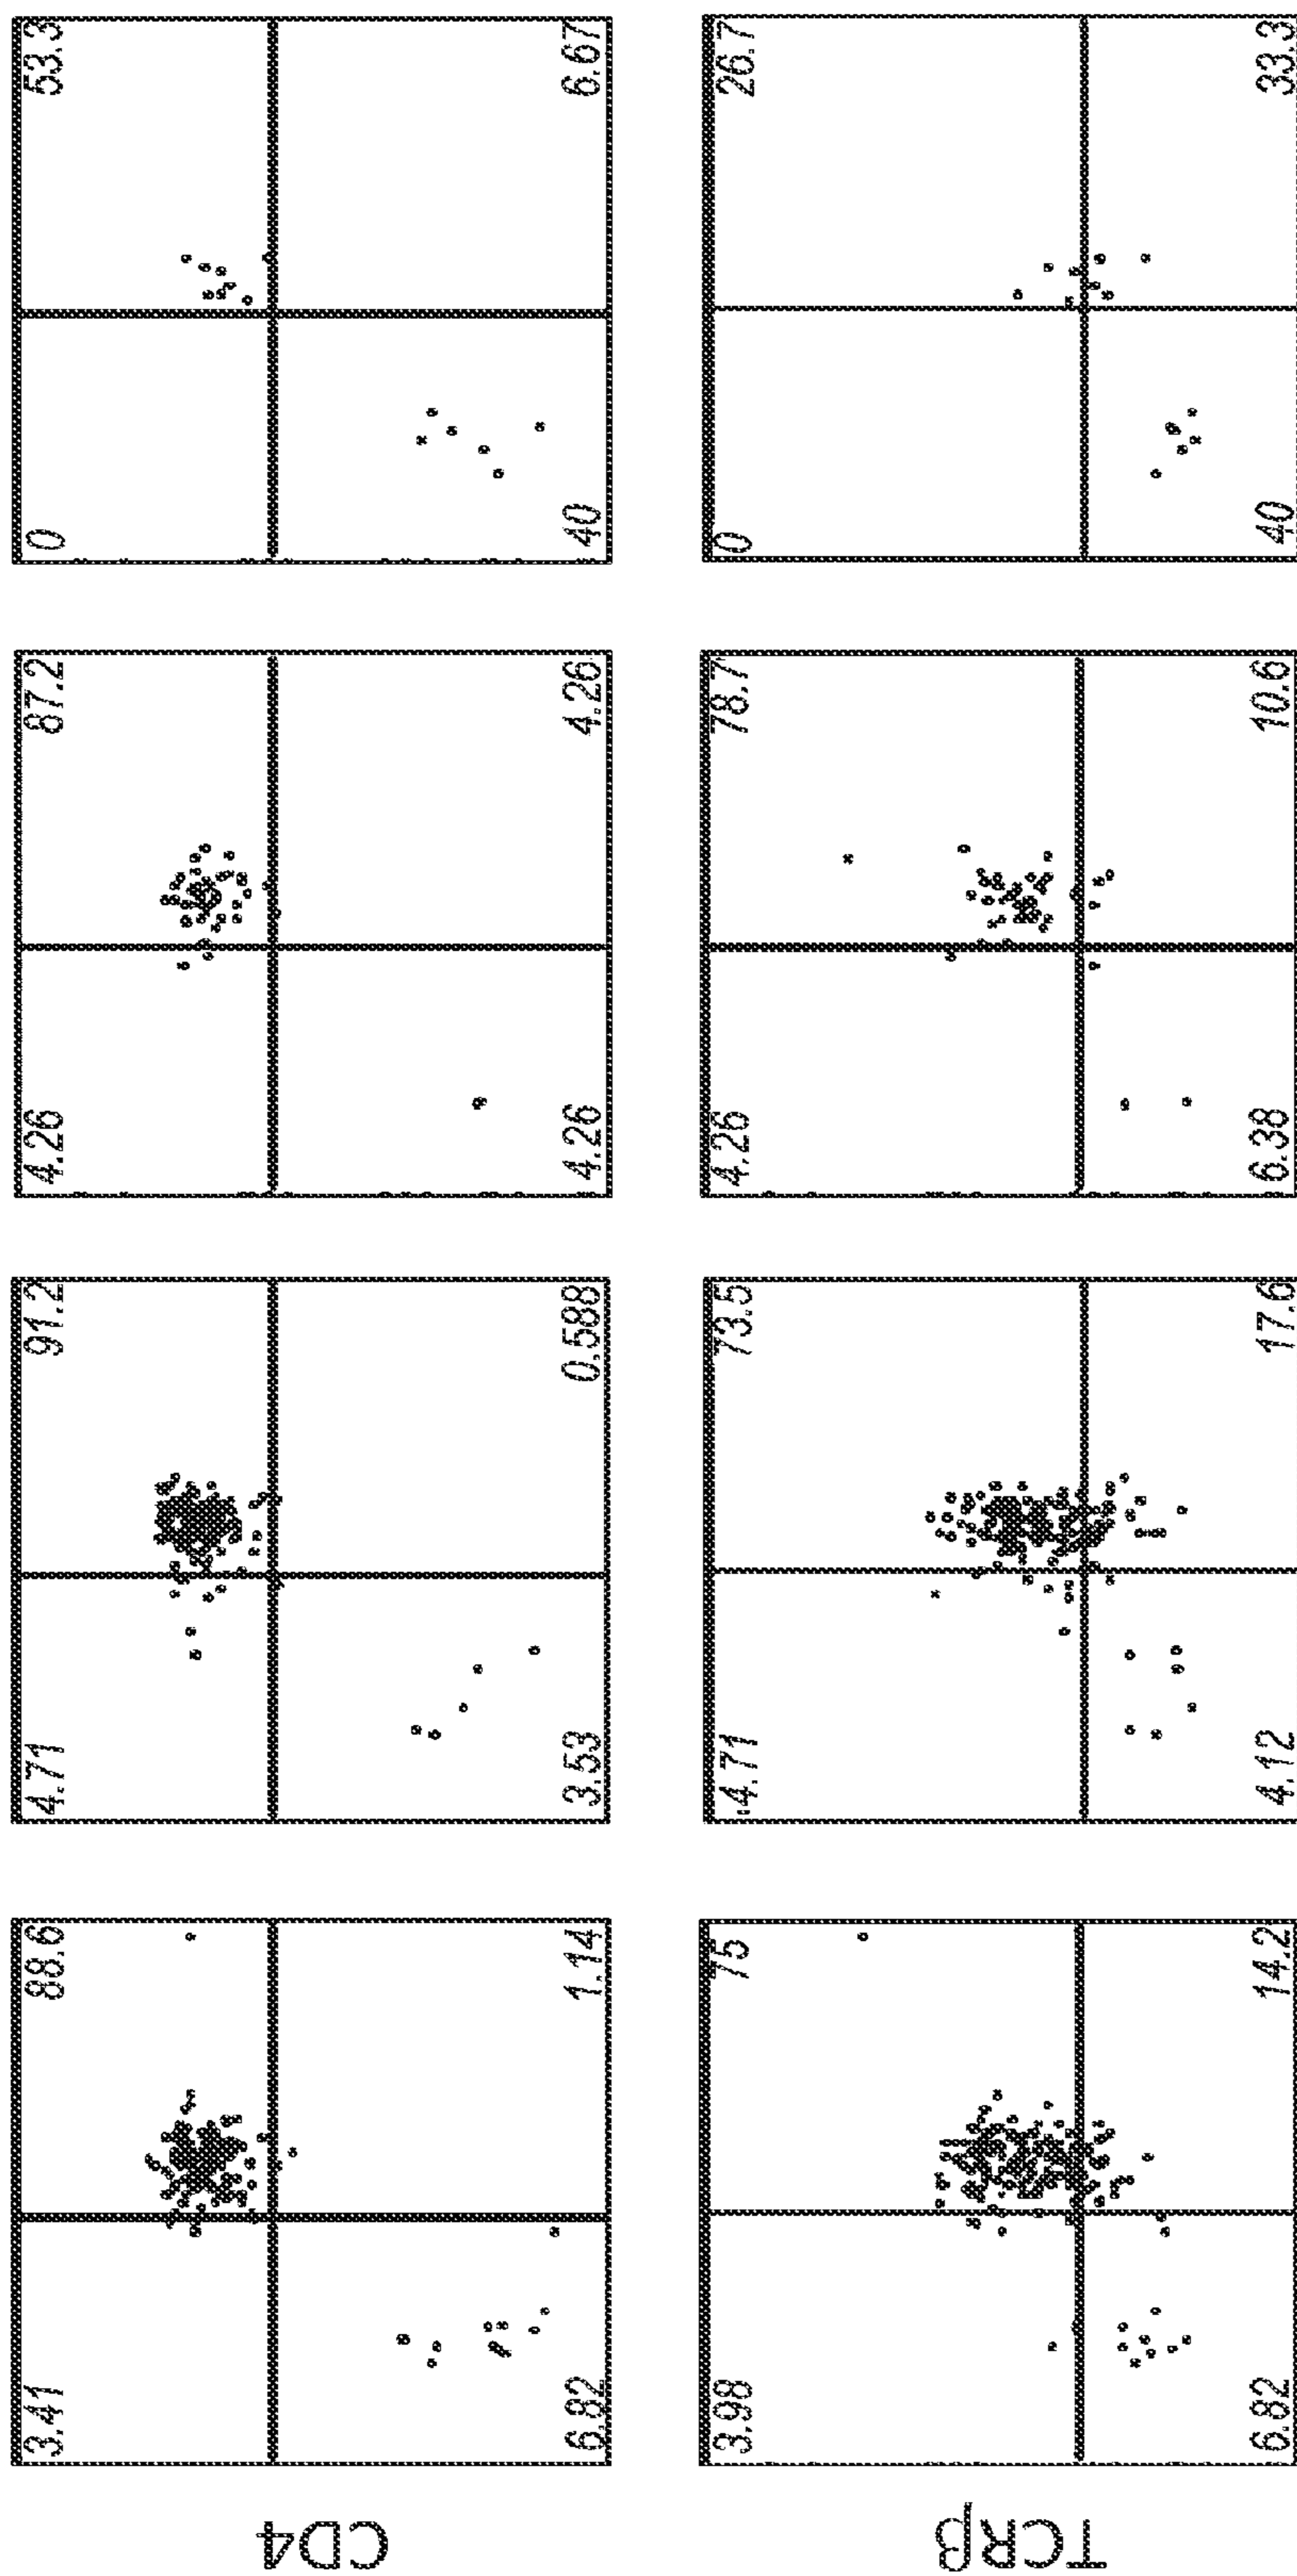 3.41 88.6 4.71 91.2 4.26 87.2 0 53.3
CD4
6.82 1.14 3.53 0.588 4.26 4.26 40 6.67
3.98 75 4.71 73.5 4.26 78.7 0 26.7
TCRβ
6.82 14.2 4.12 17.6 6.38 10.6 40 33.3